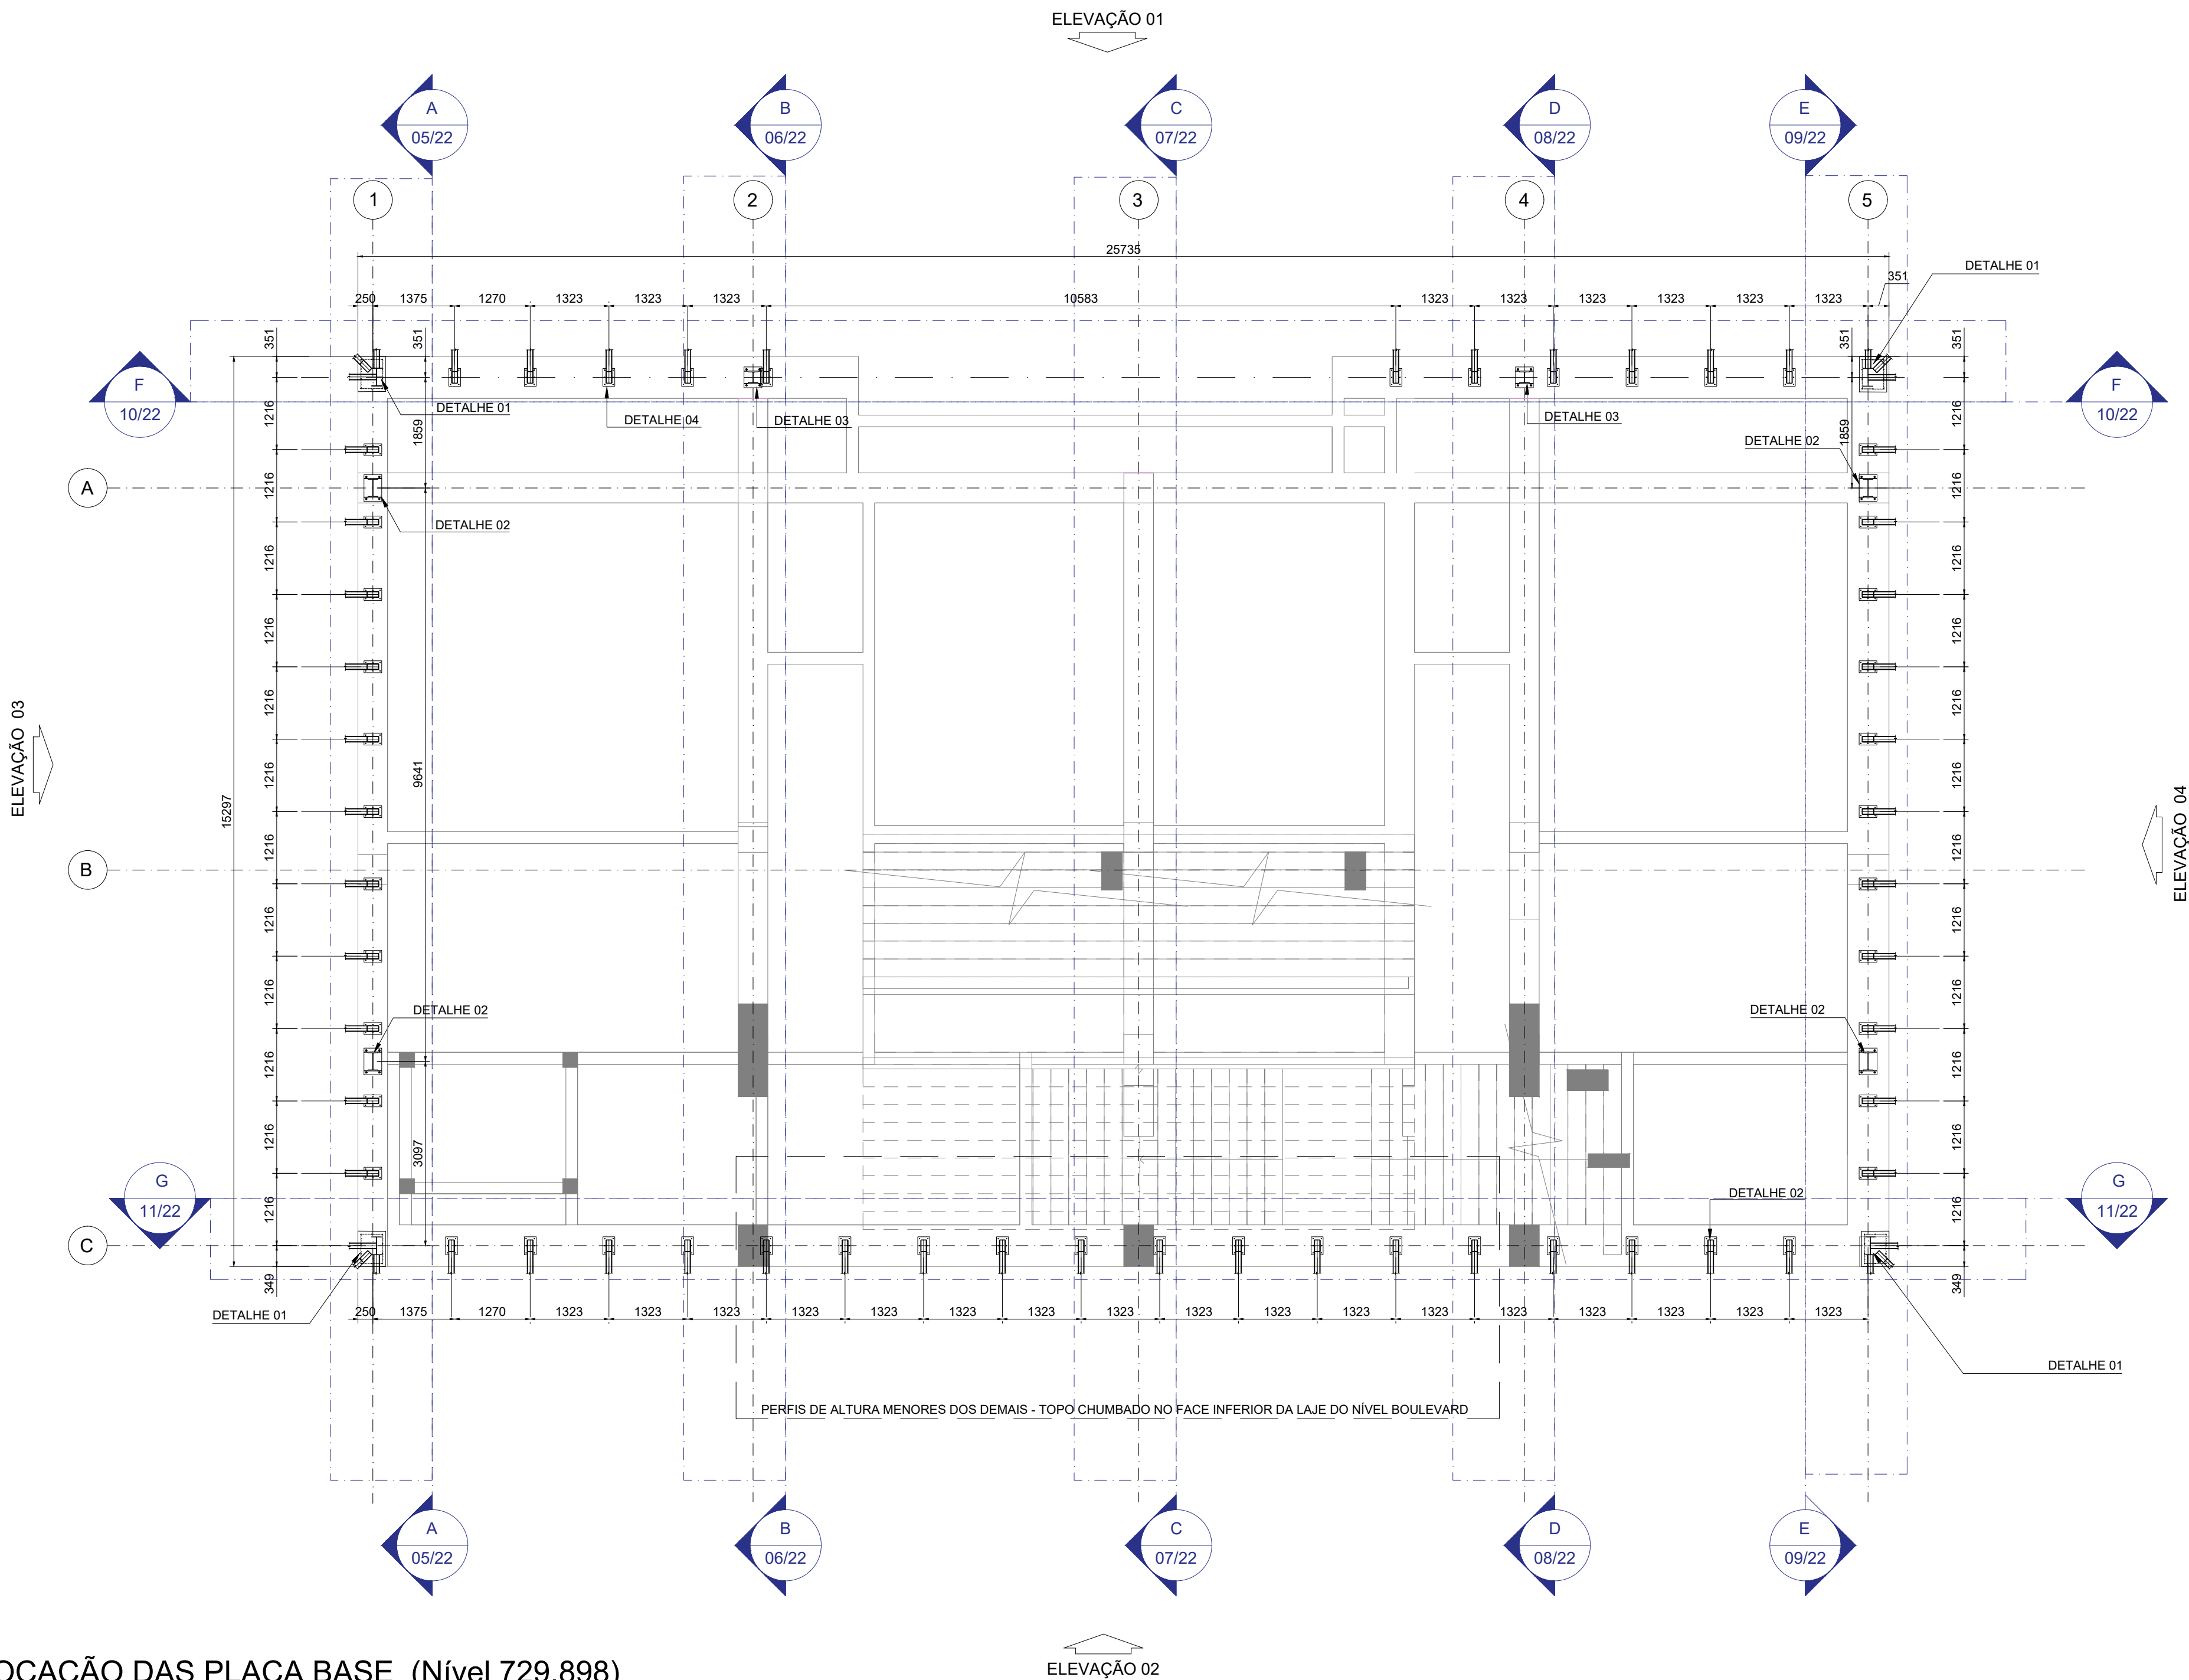 ELEVAÇÃO 01
A B C D E
05/22 06/22 07/22 08/22 09/22
1 2 3 4 5
25735
DETALHE 01
351
250 1375 1270 1323 1323 1323 10583 1323 1323 1323 1323 1323 1323
351 351 351 351
F F
10/22 10/22
DETALHE 01
DETALHE 04
DETALHE 03
DETALHE 03
1216 1859 1859 1216
DETALHE 02
A
1216 1216
DETALHE 02
1216 1216
1216 1216
1216 1216
ELEVAÇÃO 03
15297
9641
1216 1216
ELEVAÇÃO 04
1216 1216
B
1216 1216
1216 1216
DETALHE 02
DETALHE 02
1216 1216
1216 3097 1216
G G
11/22 11/22
DETALHE 02
1216 1216
C
349 349
DETALHE 01
250 1375 1270 1323 1323 1323 1323 1323 1323 1323 1323 1323 1323 1323 1323 1323 1323 1323 1323 1323
DETALHE 01
PERFIS DE ALTURA MENORES DOS DEMAIS - TOPO CHUMBADO NO FACE INFERIOR DA LAJE DO NÍVEL BOULEVARD
A B C D E
05/22 06/22 07/22 08/22 09/22
ELEVAÇÃO 02
OCAÇÃO DAS PLACA BASE (Nível 729.898)